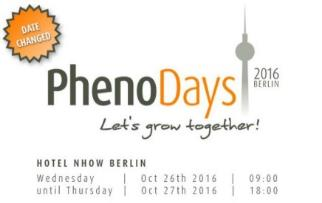 DATE
CHANGED
PhenoDays
2016
BERLIN
Let's grow together!
HOTEL NHOW BERLIN
Wednesday | Oct 26th 2016 | 09:00
until Thursday | Oct 27th 2016 | 18:00